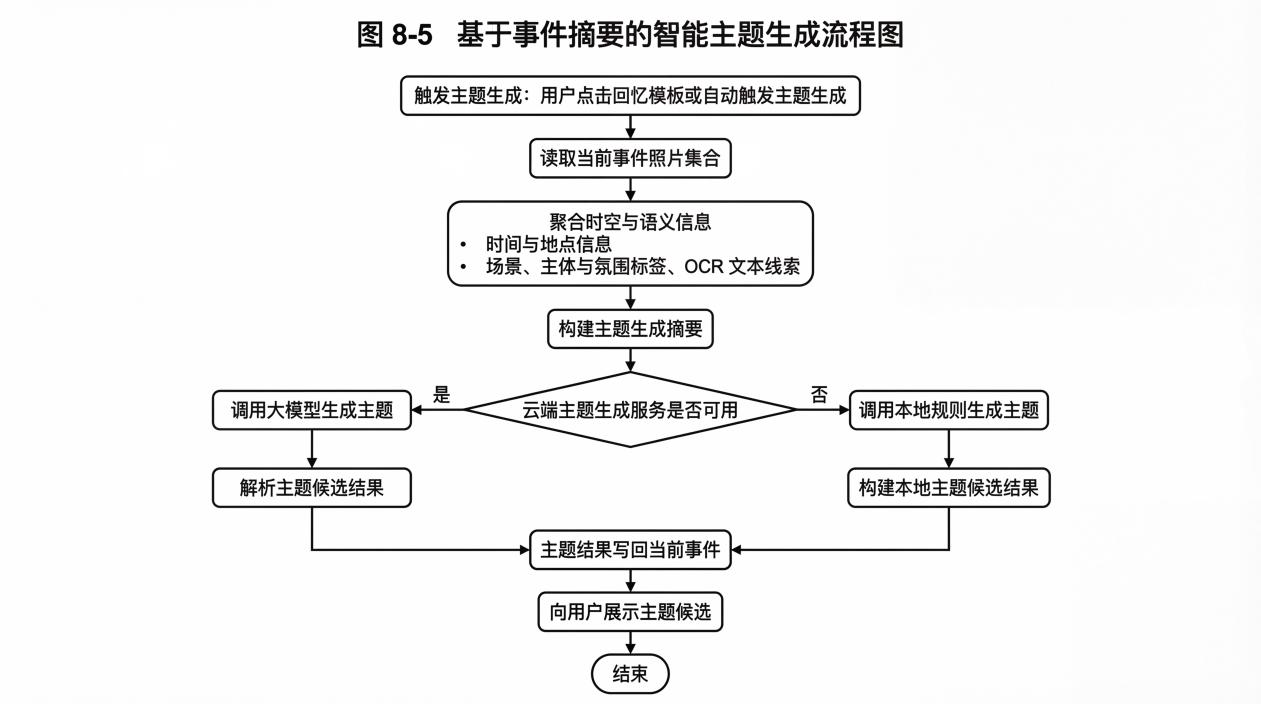 图 8-5 基于事件摘要的智能主题生成流程图
触发主题生成：用户点击回忆模板或自动触发主题生成
读取当前事件照片集合
聚合时空与语义信息
• 时间与地点信息
• 场景、主体与氛围标签、OCR 文本线索
构建主题生成摘要
云端主题生成服务是否可用
是
否
调用大模型生成主题
调用本地规则生成主题
解析主题候选结果
构建本地主题候选结果
主题结果写回当前事件
向用户展示主题候选
结束